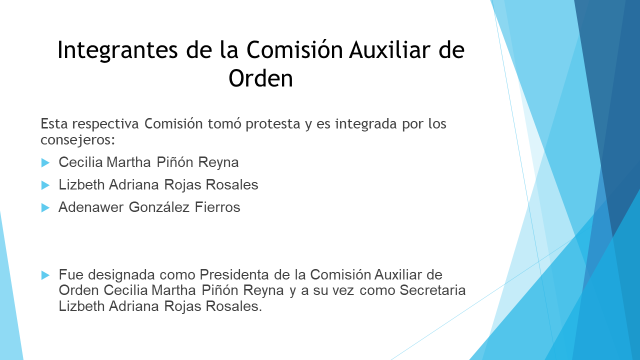 Integrantes de la Comisión Auxiliar de
Orden
Esta respectiva Comisión tomó protesta y es integrada por los
consejeros:
Cecilia Martha Piñón Reyna
Lizbeth Adriana Rojas Rosales
Adenawer González Fierros
Fue designada como Presidenta de la Comisión Auxiliar de
Orden Cecilia Martha Piñón Reyna y a su vez como Secretaria
Lizbeth Adriana Rojas Rosales.